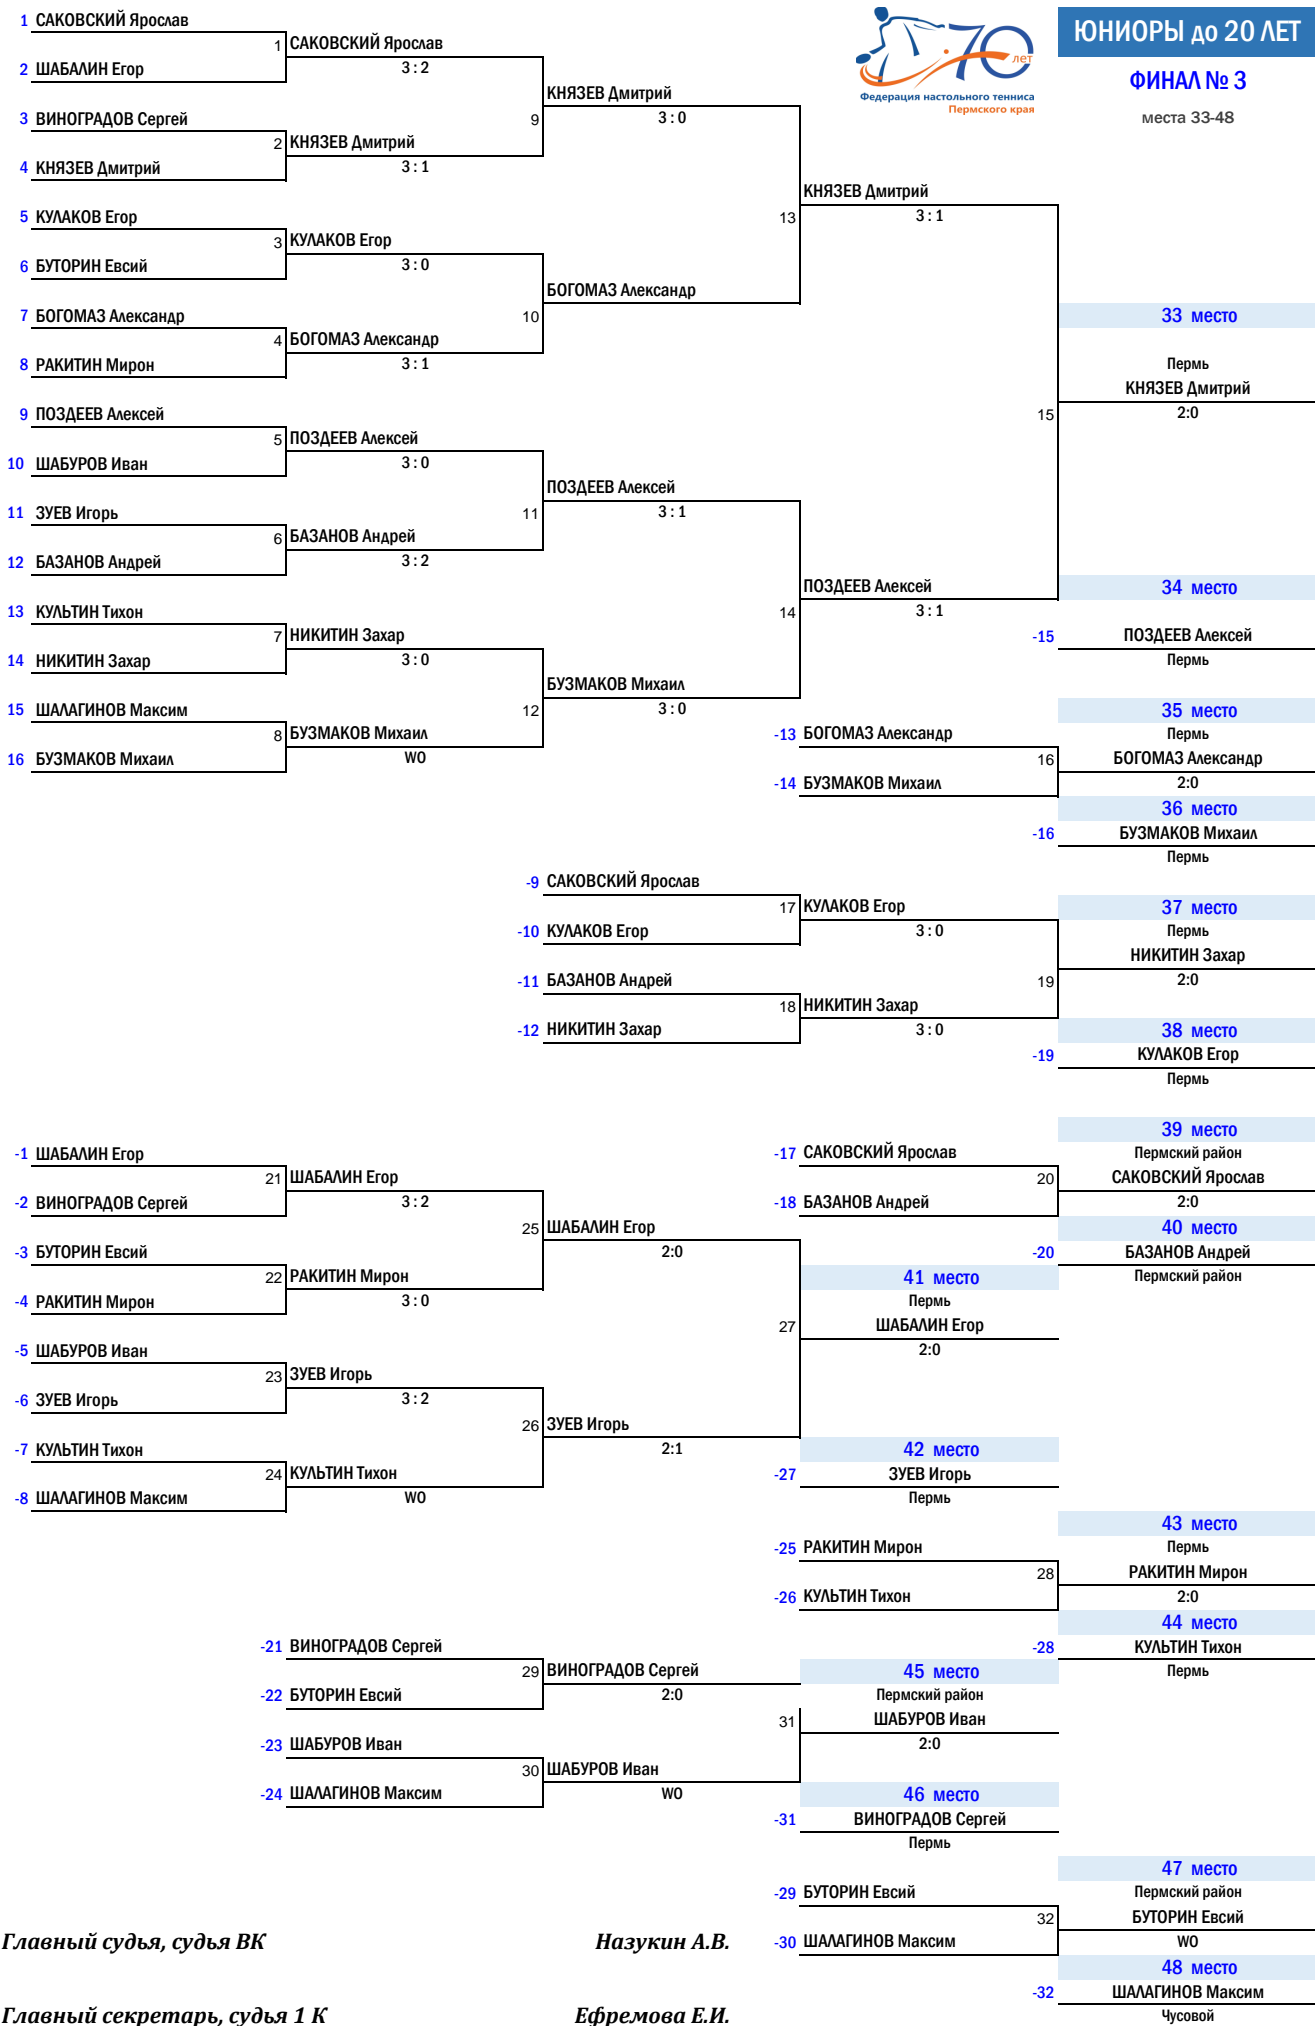 1 САКОВСКИЙ Ярослав
1 САКОВСКИЙ Ярослав
2 ШАБАЛИН Егор
3 : 2
КНЯЗЕВ Дмитрий
3 ВИНОГРАДОВ Сергей
9
3 : 0
2 КНЯЗЕВ Дмитрий
4 КНЯЗЕВ Дмитрий
3 : 1
70 лет
Федерация настольного тенниса
Пермского края
ЮНИОРЫ до 20 ЛЕТ
ФИНАЛ № 3
места 33-48
КНЯЗЕВ Дмитрий
5 КУЛАКОВ Егор
13
3 : 1
3 КУЛАКОВ Егор
6 БУТОРИН Евсий
3 : 0
БОГОМАЗ Александр
7 БОГОМАЗ Александр
10
33 место
4 БОГОМАЗ Александр
8 РАКИТИН Мирон
3 : 1
Пермь
КНЯЗЕВ Дмитрий
9 ПОЗДЕЕВ Алексей
15
2:0
5 ПОЗДЕЕВ Алексей
10 ШАБУРОВ Иван
3 : 0
ПОЗДЕЕВ Алексей
11 ЗУЕВ Игорь
11
3 : 1
6 БАЗАНОВ Андрей
12 БАЗАНОВ Андрей
3 : 2
ПОЗДЕЕВ Алексей
34 место
13 КУЛЬТИН Тихон
14
3 : 1
7 НИКИТИН Захар
-15 ПОЗДЕЕВ Алексей
14 НИКИТИН Захар
3 : 0
Пермь
БУЗМАКОВ Михаил
15 ШАЛАГИНОВ Максим
12
3 : 0
35 место
8 БУЗМАКОВ Михаил
-13 БОГОМАЗ Александр
Пермь
16 БУЗМАКОВ Михаил
WO
16
БОГОМАЗ Александр
-14 БУЗМАКОВ Михаил
2:0
36 место
-16 БУЗМАКОВ Михаил
Пермь
-9 САКОВСКИЙ Ярослав
17 КУЛАКОВ Егор
37 место
-10 КУЛАКОВ Егор
3 : 0
Пермь
НИКИТИН Захар
-11 БАЗАНОВ Андрей
19
2:0
18 НИКИТИН Захар
-12 НИКИТИН Захар
3 : 0
38 место
-19 КУЛАКОВ Егор
Пермь
39 место
-1 ШАБАЛИН Егор
-17 САКОВСКИЙ Ярослав
Пермский район
21 ШАБАЛИН Егор
20
САКОВСКИЙ Ярослав
-2 ВИНОГРАДОВ Сергей
3 : 2
-18 БАЗАНОВ Андрей
2:0
25 ШАБАЛИН Егор
40 место
-3 БУТОРИН Евсий
2:0
-20 БАЗАНОВ Андрей
22 РАКИТИН Мирон
41 место
Пермский район
-4 РАКИТИН Мирон
3 : 0
Пермь
27
ШАБАЛИН Егор
-5 ШАБУРОВ Иван
2:0
23 ЗУЕВ Игорь
-6 ЗУЕВ Игорь
3 : 2
26 ЗУЕВ Игорь
-7 КУЛЬТИН Тихон
2:1
42 место
24 КУЛЬТИН Тихон
-27 ЗУЕВ Игорь
-8 ШАЛАГИНОВ Максим
WO
Пермь
43 место
-25 РАКИТИН Мирон
Пермь
28
РАКИТИН Мирон
-26 КУЛЬТИН Тихон
2:0
44 место
-21 ВИНОГРАДОВ Сергей
-28 КУЛЬТИН Тихон
29 ВИНОГРАДОВ Сергей
45 место
Пермь
-22 БУТОРИН Евсий
2:0
Пермский район
31
ШАБУРОВ Иван
-23 ШАБУРОВ Иван
2:0
30 ШАБУРОВ Иван
-24 ШАЛАГИНОВ Максим
WO
46 место
-31 ВИНОГРАДОВ Сергей
Пермь
47 место
-29 БУТОРИН Евсий
Пермский район
32
БУТОРИН Евсий
Главный судья, судья ВК Назукин А.В.
-30 ШАЛАГИНОВ Максим
WO
48 место
-32 ШАЛАГИНОВ Максим
Главный секретарь, судья 1 К Ефремова Е.И.
Чусовой